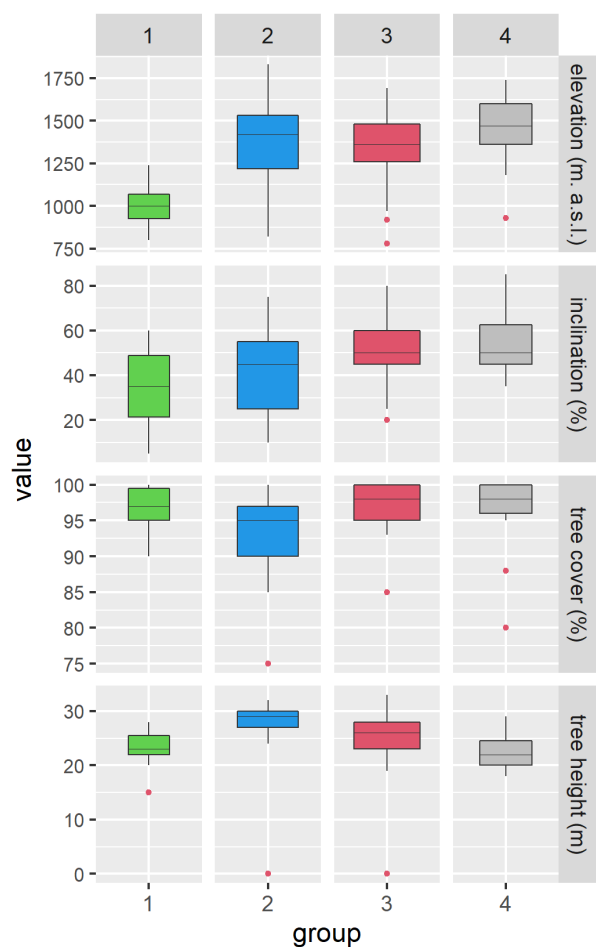 1 2 3 4
1750
1500
1250
1000
750
elevation (m. a.s.l.)
80
60
40
20
inclination (%)
100
95
90
85
80
75
tree cover (%)
30
20
10
0
tree height (m)
value
1 2 3 4
group